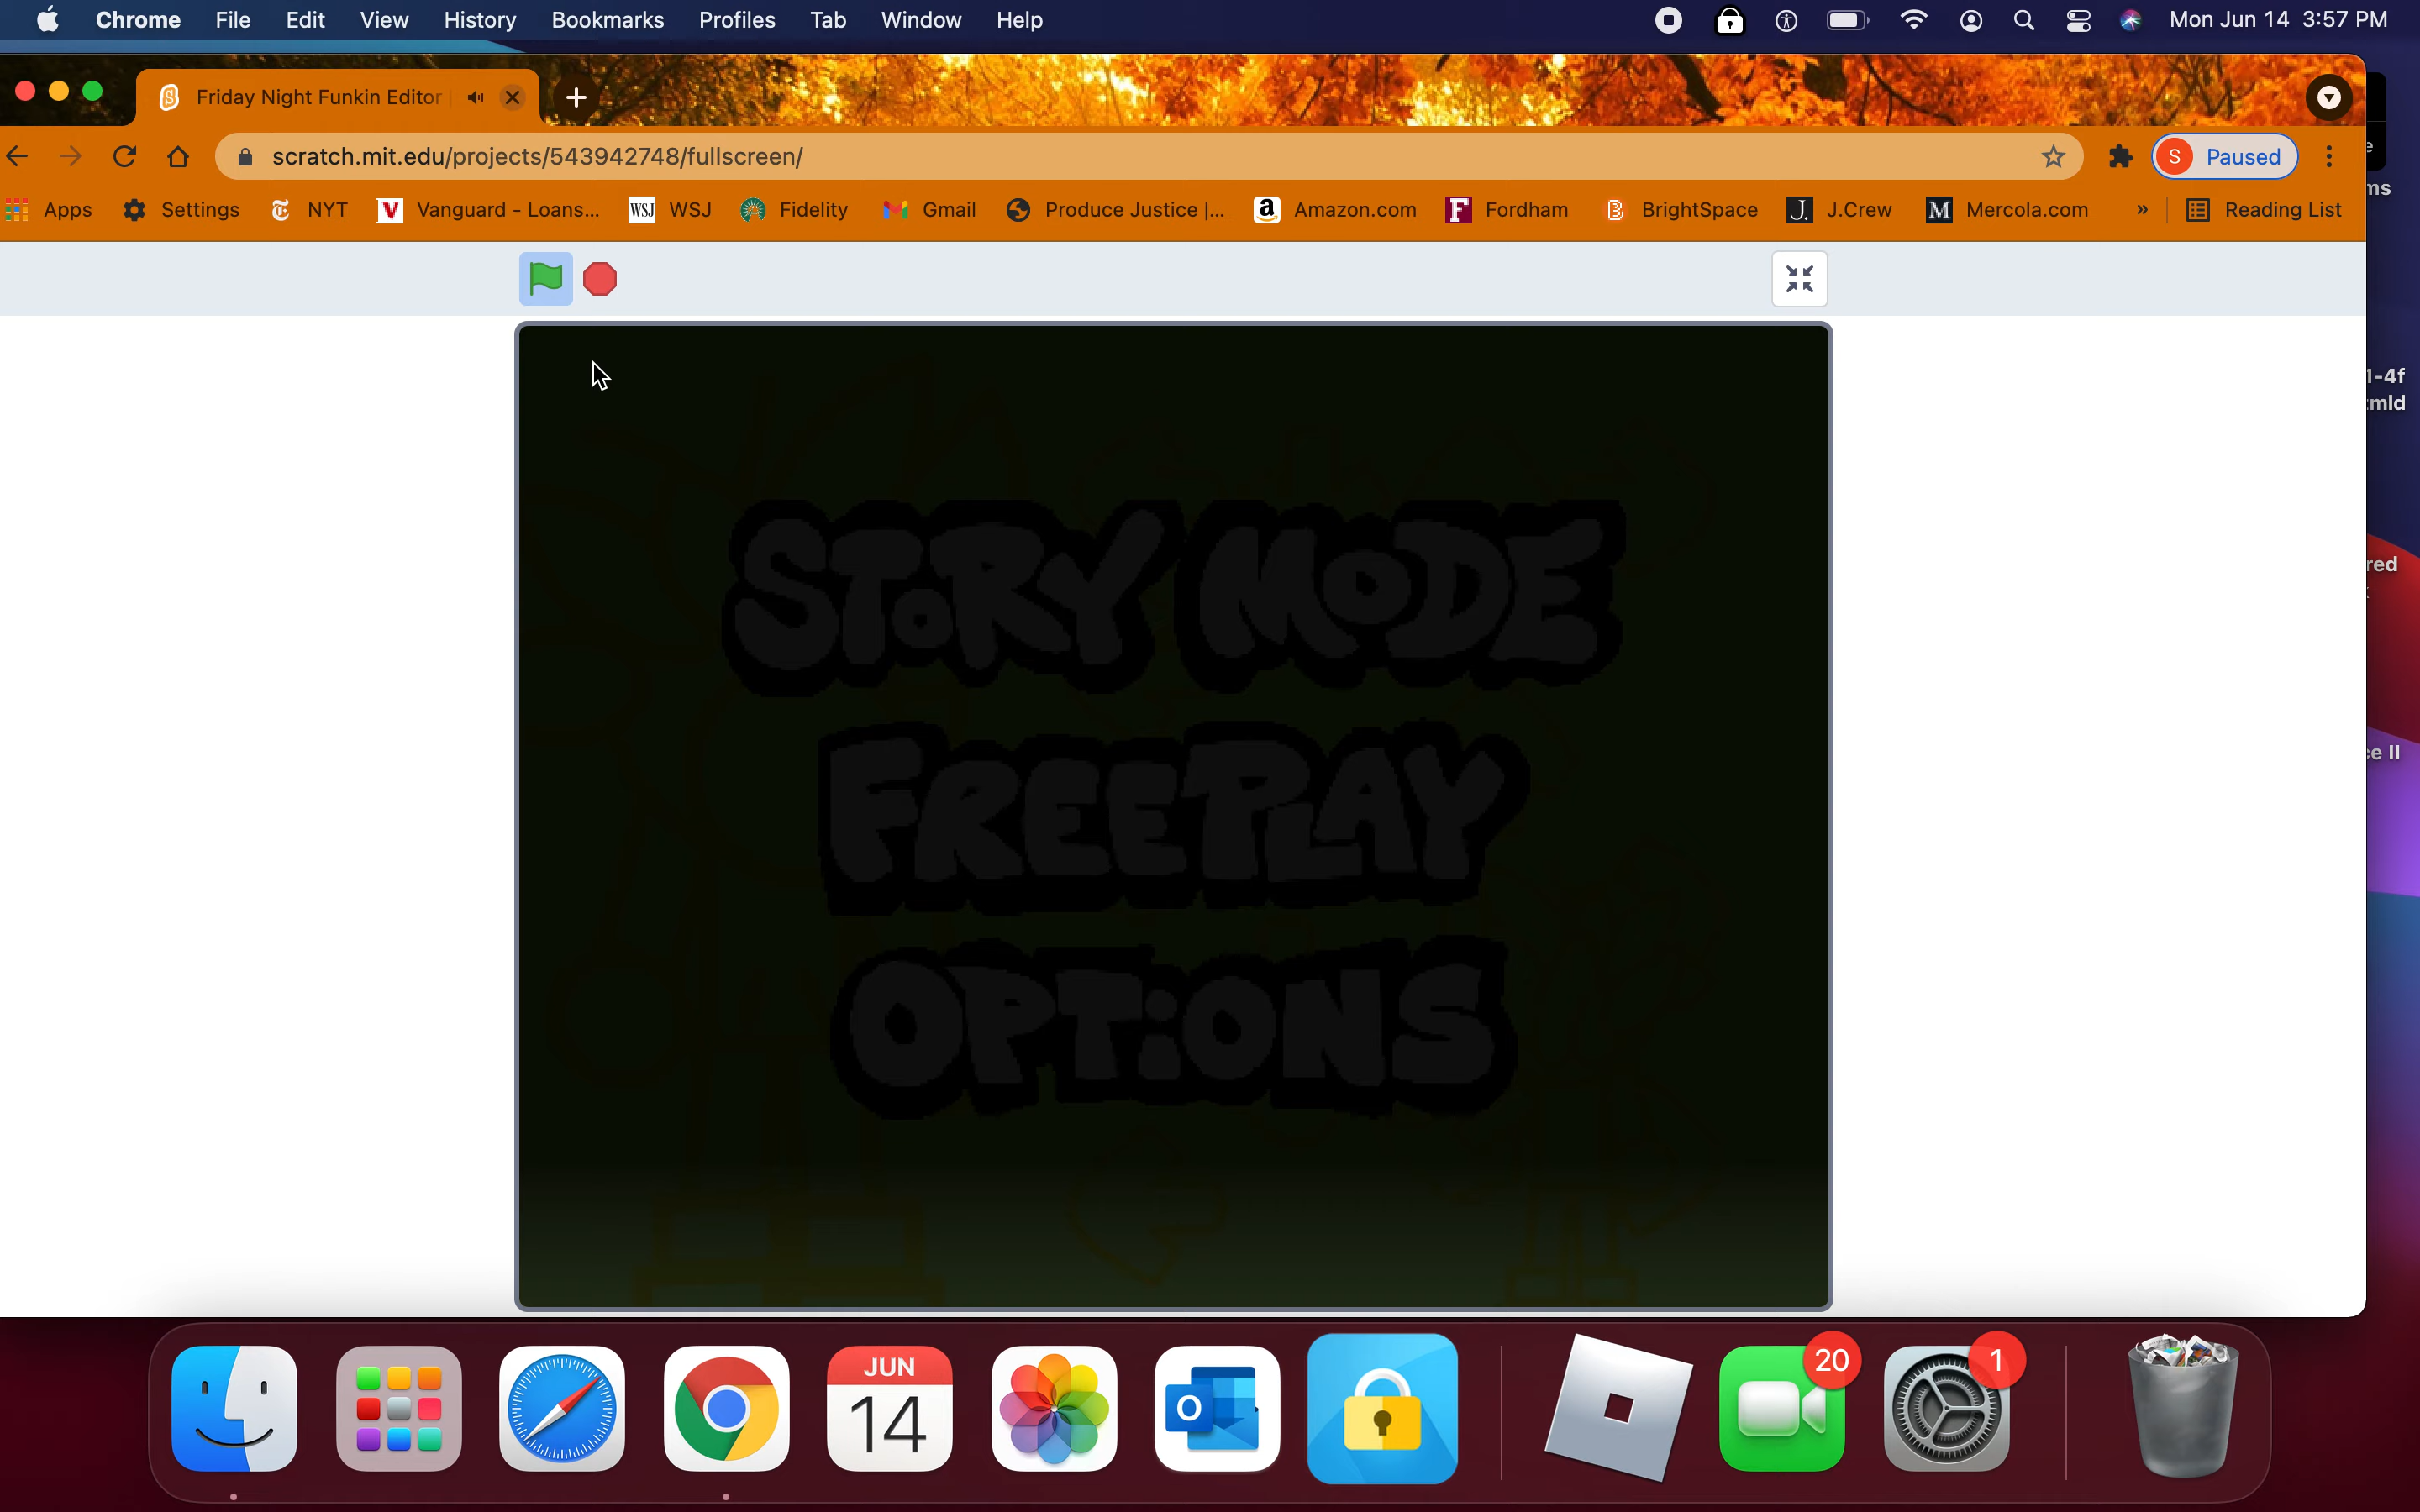 Chrome File Edit View History Bookmarks Profiles Tab Window Help Mon Jun 14 3:57 PM
Friday Night Funkin Editor
scratch.mit.edu/projects/543942748/fullscreen/
S Paused
Apps Settings NYT Vanguard - Loans... WSJ WSJ Fidelity Gmail Produce Justice |... Amazon.com Fordham BrightSpace J.Crew Mercola.com » Reading List
STORY MODE
FREEPLAY
OPTiONS
JUN
14
20
1